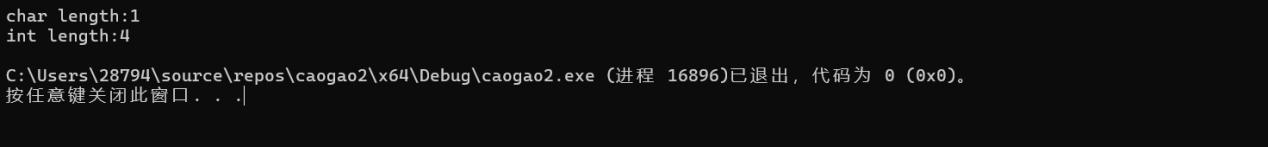 char length:1
int length:4
C:\Users\28794\source\repos\caogao2\x64\Debug\caogao2.exe (进程 16896)已退出，代码为 0 (0x0)。
按任意键关闭此窗口. . .